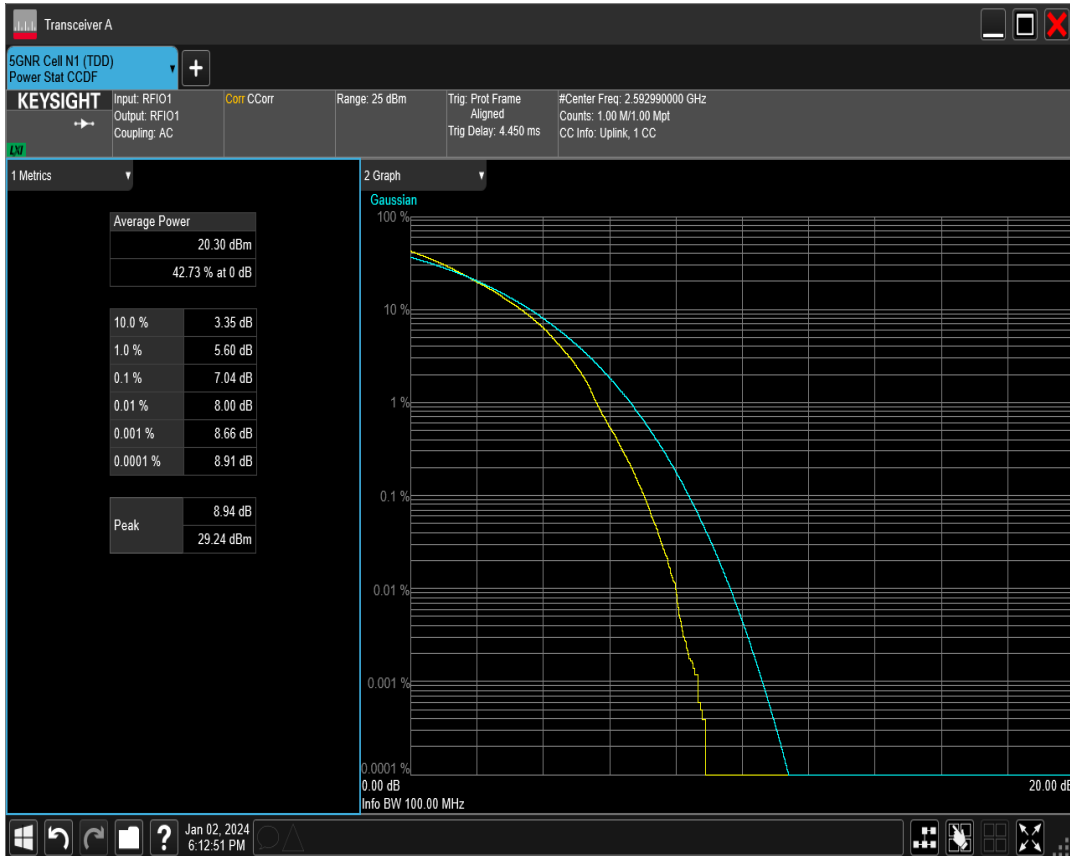 Transceiver A
5GNR Cell N1 (TDD)
Power Stat CCDF
+
KEYSIGHT
LXI
Input: RFIO1
Output: RFIO1
Coupling: AC
Corr CCorr
Range: 25 dBm
Trig: Prot Frame
Aligned
Trig Delay: 4.450 ms
#Center Freq: 2.592990000 GHz
Counts: 1.00 M/1.00 Mpt
CC Info: Uplink, 1 CC
1 Metrics
Average Power
20.30 dBm
42.73 % at 0 dB
10.0 % 3.35 dB
1.0 % 5.60 dB
0.1 % 7.04 dB
0.01 % 8.00 dB
0.001 % 8.66 dB
0.0001 % 8.91 dB
Peak 8.94 dB
29.24 dBm
2 Graph
Gaussian
100 %
10 %
1 %
0.1 %
0.01 %
0.001 %
0.0001 %
0.00 dB 20.00 dB
Info BW 100.00 MHz
?
Jan 02, 2024
6:12:51 PM